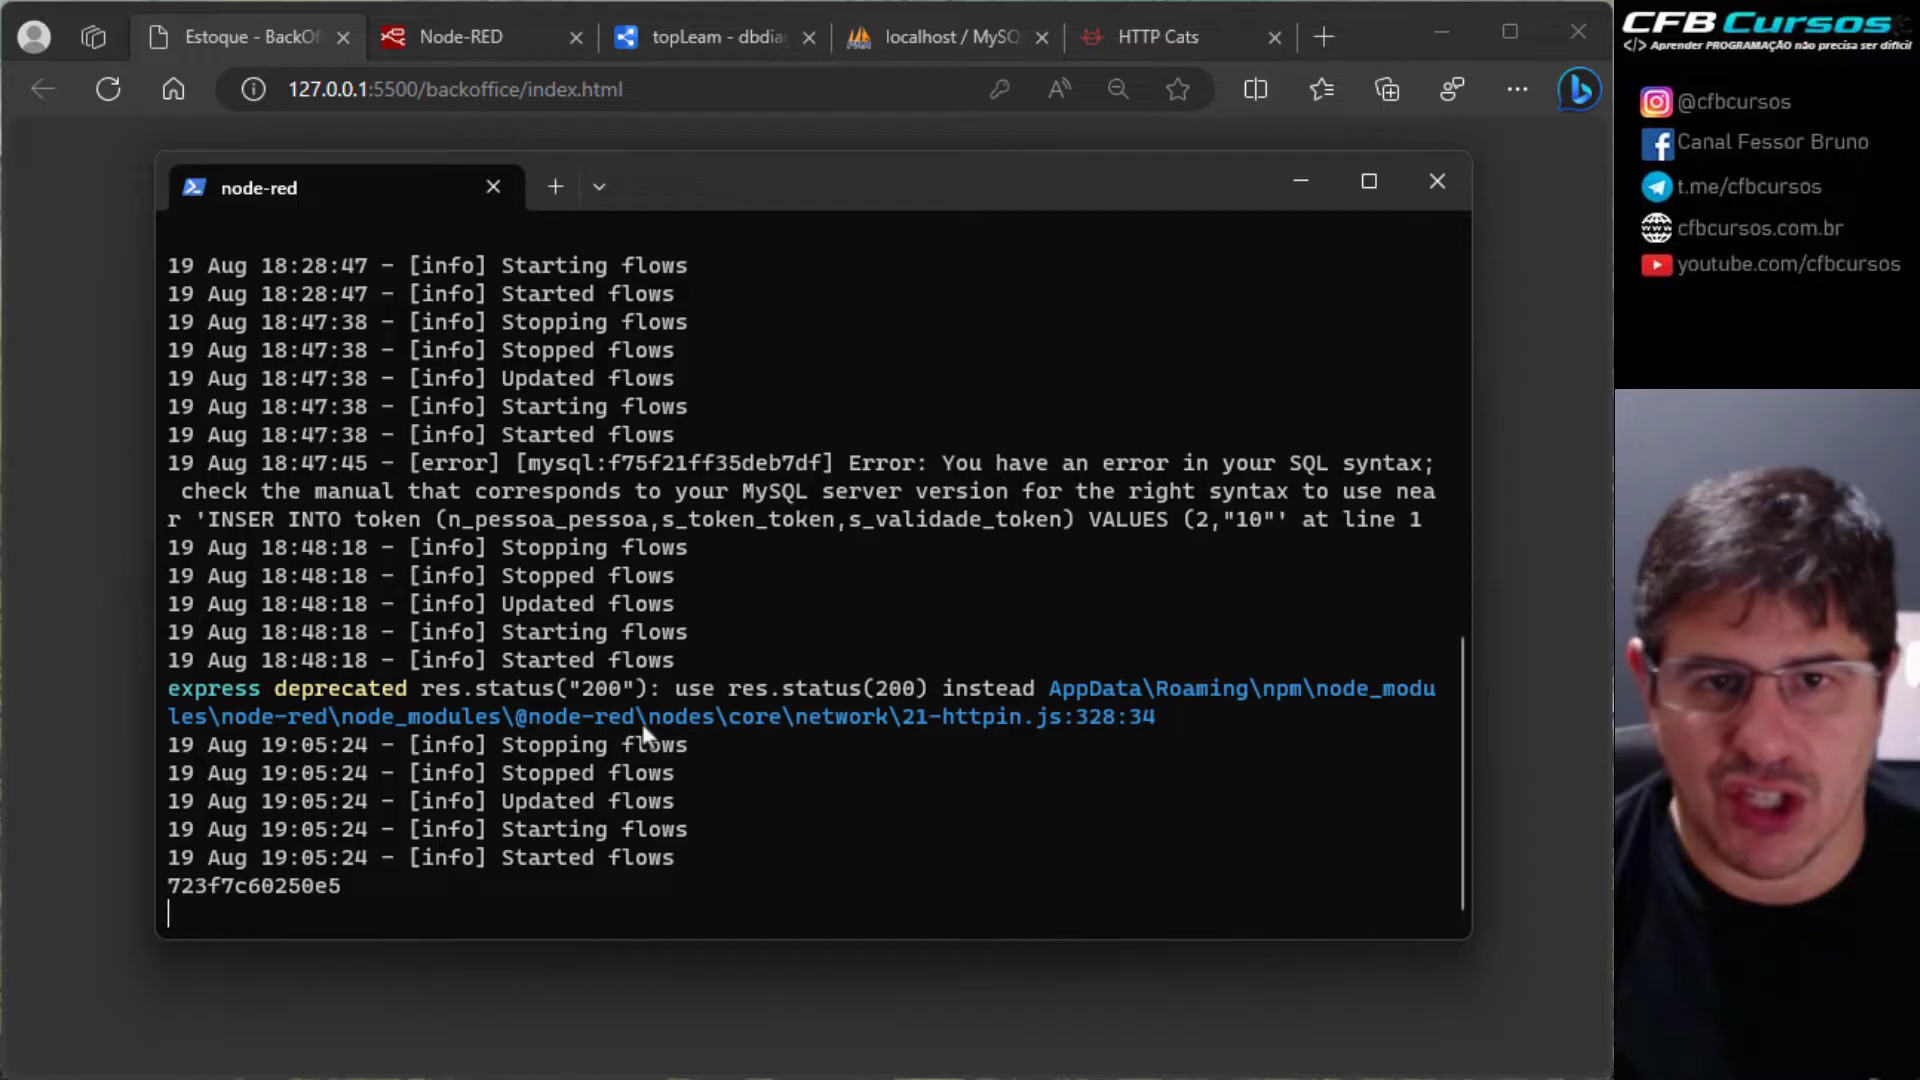 Estoque - BackOf
Node-RED
topLeam - dbdia
localhost / MySQ
HTTP Cats
127.0.0.1:5500/backoffice/index.html
node-red
19 Aug 18:28:47 - [info] Starting flows
19 Aug 18:28:47 - [info] Started flows
19 Aug 18:47:38 - [info] Stopping flows
19 Aug 18:47:38 - [info] Stopped flows
19 Aug 18:47:38 - [info] Updated flows
19 Aug 18:47:38 - [info] Starting flows
19 Aug 18:47:38 - [info] Started flows
19 Aug 18:47:45 - [error] [mysql:f75f21ff35deb7df] Error: You have an error in your SQL syntax;
check the manual that corresponds to your MySQL server version for the right syntax to use nea
r 'INSER INTO token (n_pessoa_pessoa,s_token_token,s_validade_token) VALUES (2,"10"' at line 1
19 Aug 18:48:18 - [info] Stopping flows
19 Aug 18:48:18 - [info] Stopped flows
19 Aug 18:48:18 - [info] Updated flows
19 Aug 18:48:18 - [info] Starting flows
19 Aug 18:48:18 - [info] Started flows
express deprecated res.status("200"): use res.status(200) instead AppData\Roaming\npm\node_modu
les\node-red\node_modules\@node-red\nodes\core\network\21-httpin.js:328:34
19 Aug 19:05:24 - [info] Stopping flows
19 Aug 19:05:24 - [info] Stopped flows
19 Aug 19:05:24 - [info] Updated flows
19 Aug 19:05:24 - [info] Starting flows
19 Aug 19:05:24 - [info] Started flows
723f7c60250e5
CFB Cursos
</> Aprender PROGRAMAÇÃO não precisa ser difícil
@cfbcursos
Canal Fessor Bruno
t.me/cfbcursos
cfbcursos.com.br
youtube.com/cfbcursos